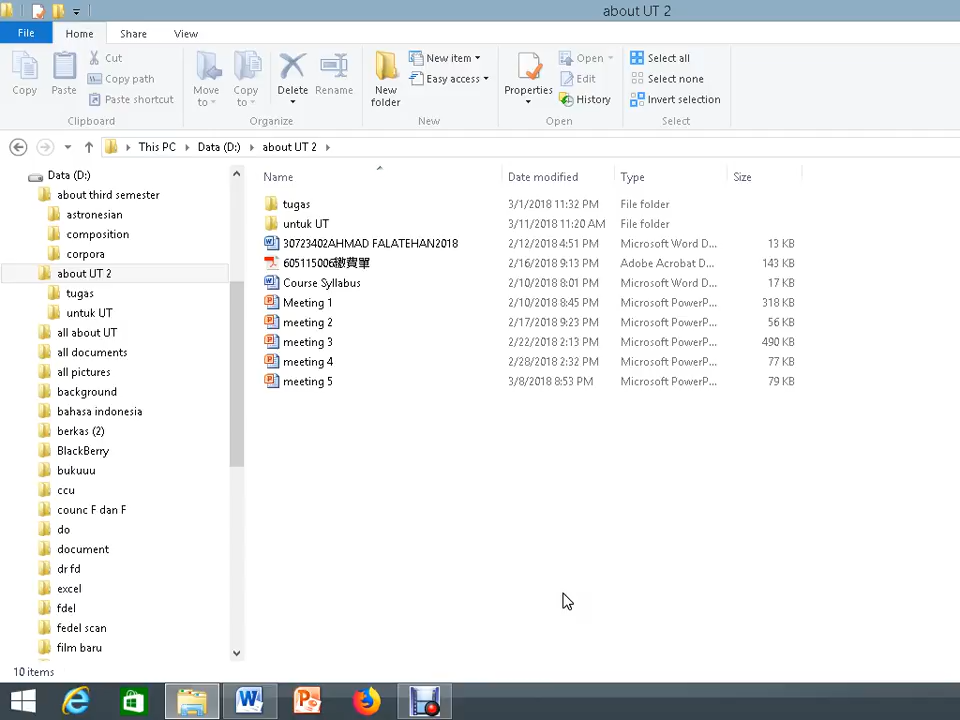 about UT 2
File Home Share View
Cut
Copy path
Paste shortcut
Copy Paste
Clipboard
Move to Copy to Delete Rename
Organize
New folder
New item
Easy access
New
Properties
Open
Edit
History
Open
Select all
Select none
Invert selection
Select
This PC Data (D:) about UT 2
Name Date modified Type Size
tugas 3/1/2018 11:32 PM File folder
untuk UT 3/11/2018 11:20 AM File folder
30723402AHMAD FALATEHAN2018 2/12/2018 4:51 PM Microsoft Word D... 13 KB
605115006繳費單 2/16/2018 9:13 PM Adobe Acrobat D... 143 KB
Course Syllabus 2/10/2018 8:01 PM Microsoft Word D... 17 KB
Meeting 1 2/10/2018 8:45 PM Microsoft PowerP... 318 KB
meeting 2 2/17/2018 9:23 PM Microsoft PowerP... 56 KB
meeting 3 2/22/2018 2:13 PM Microsoft PowerP... 490 KB
meeting 4 2/28/2018 2:32 PM Microsoft PowerP... 77 KB
meeting 5 3/8/2018 8:53 PM Microsoft PowerP... 79 KB
Data (D:)
about third semester
astronesian
composition
corpora
about UT 2
tugas
untuk UT
all about UT
all documents
all pictures
background
bahasa indonesia
berkas (2)
BlackBerry
bukuuu
ccu
counc F dan F
do
document
dr fd
excel
fdel
fedel scan
film baru
10 items